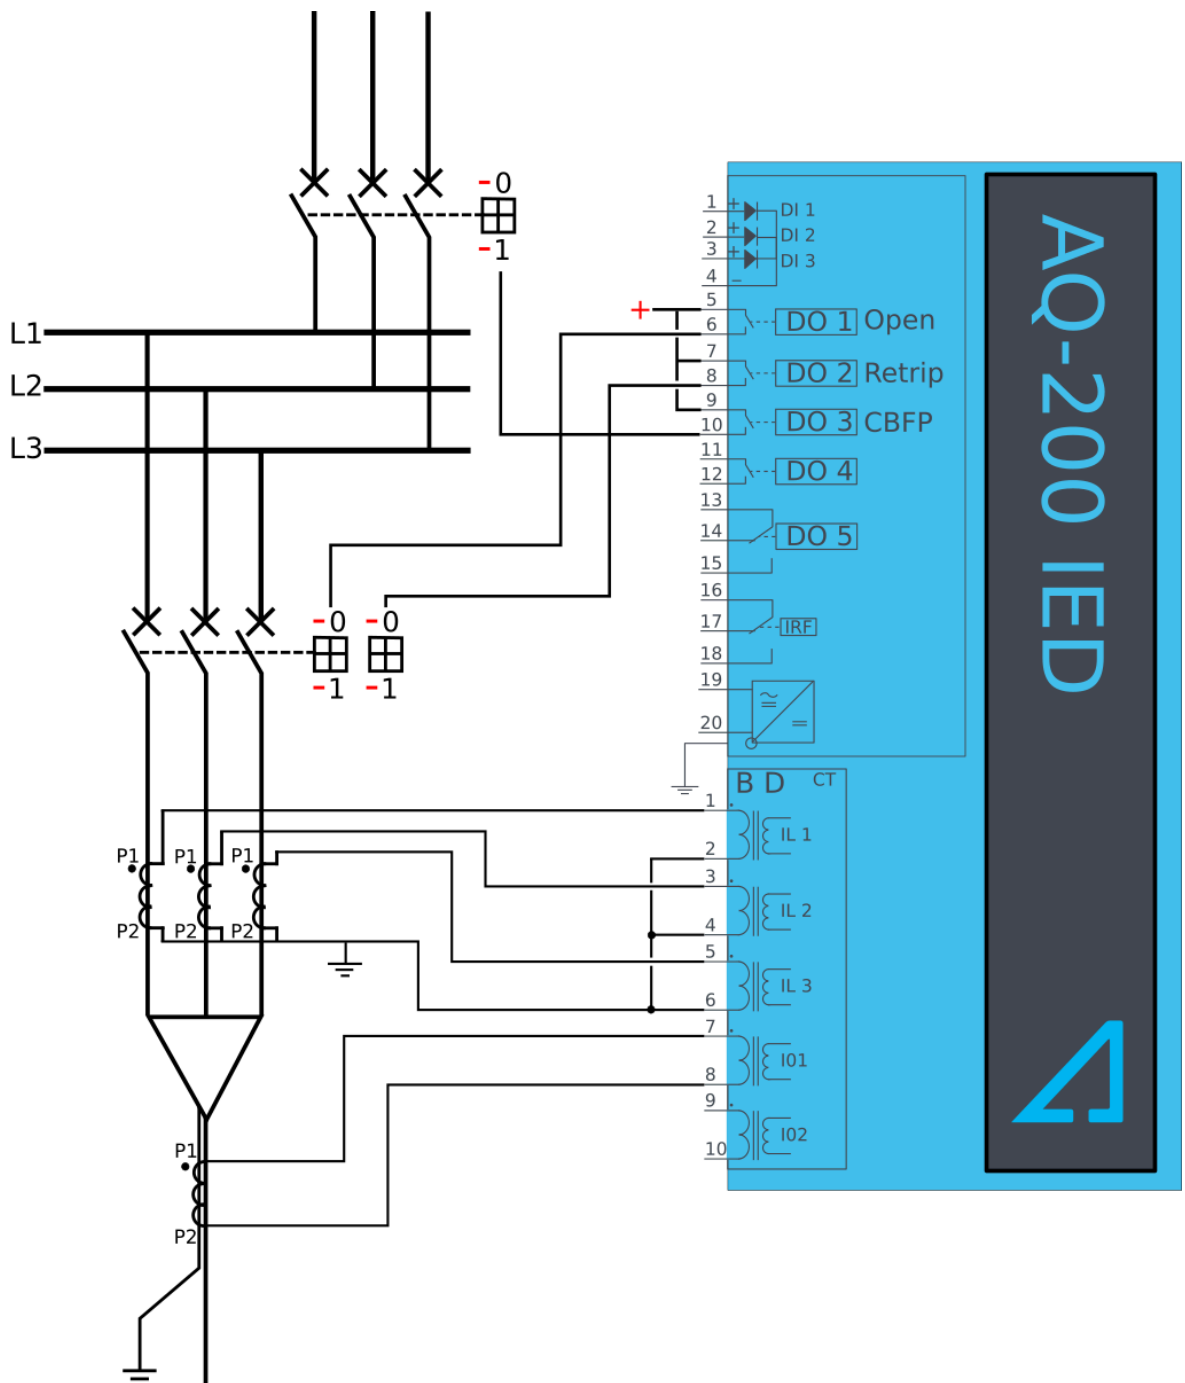 -0
-1
L1
L2
L3
-0
-1
-0
-1
+
1 + DI 1
2 + DI 2
3 + DI 3
4 −
5
6
DO 1 Open
7
8
DO 2 Retrip
9
10
DO 3 CBFP
11
12
DO 4
13
14
15
DO 5
16
17
18
IRF
19
20
B D CT
1
2
IL 1
3
4
IL 2
5
6
IL 3
7
8
I01
9
10
I02
P1 P1 P1
P2 P2 P2
P1
P2
AQ-200 IED